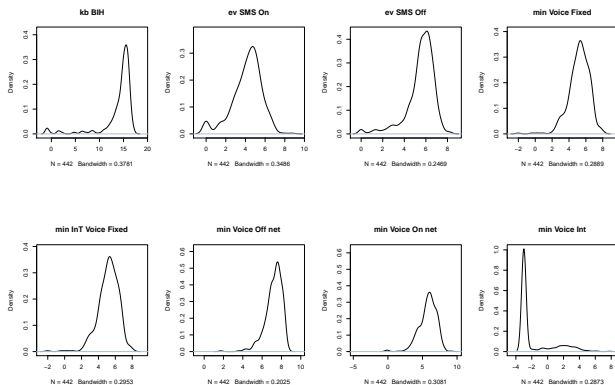 kb BIH
ev SMS On
ev SMS Off
min Voice Fixed
Density
0.0 0.1 0.2 0.3 0.4
0 5 10 15 20
N = 442 Bandwidth = 0.3781
Density
0.0 0.1 0.2 0.3
0 2 4 6 8 10
N = 442 Bandwidth = 0.3486
Density
0.0 0.1 0.2 0.3 0.4
0 2 4 6 8
N = 442 Bandwidth = 0.2469
Density
0.0 0.1 0.2 0.3 0.4
−2 0 2 4 6 8
N = 442 Bandwidth = 0.2889
min InT Voice Fixed
min Voice Off net
min Voice On net
min Voice Int
Density
0.0 0.1 0.2 0.3 0.4
−2 0 2 4 6 8
N = 442 Bandwidth = 0.2953
Density
0.0 0.1 0.2 0.3 0.4 0.5 0.6
0 2 4 6 8 10
N = 442 Bandwidth = 0.2025
Density
0.0 0.1 0.2 0.3 0.4 0.5
−5 0 5 10
N = 442 Bandwidth = 0.3081
Density
0.0 0.2 0.4 0.6 0.8 1.0
−4 −2 0 2 4 6 8
N = 442 Bandwidth = 0.2873